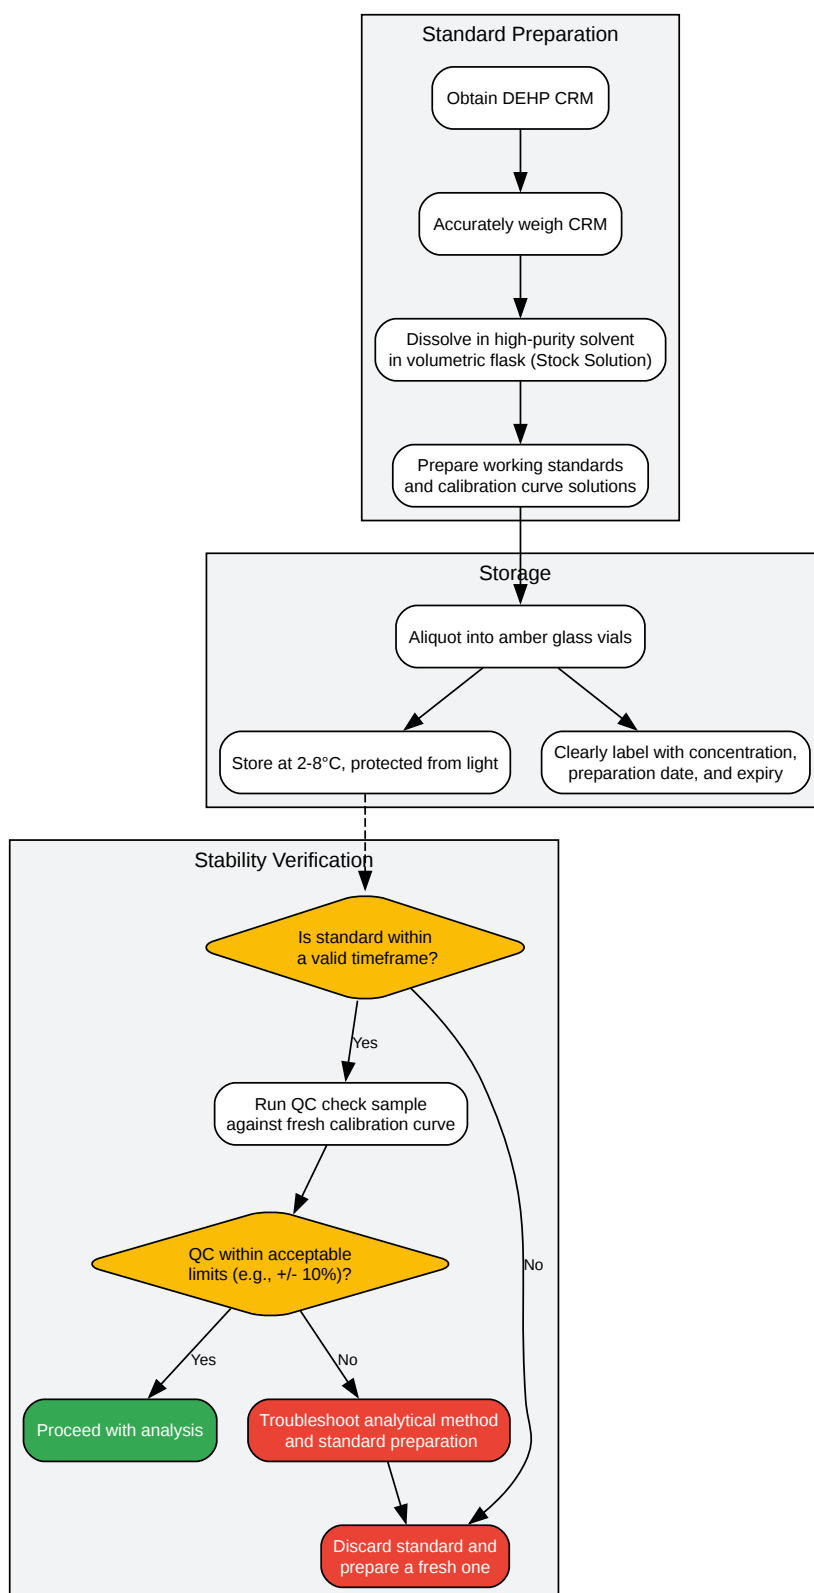 Standard Preparation
Obtain DEHP CRM
Accurately weigh CRM
Dissolve in high-purity solvent
in volumetric flask (Stock Solution)
Prepare working standards
and calibration curve solutions
Storage
Aliquot into amber glass vials
Store at 2-8°C, protected from light
Clearly label with concentration,
preparation date, and expiry
Stability Verification
Is standard within
a valid timeframe?
Yes
Run QC check sample
against fresh calibration curve
No
QC within acceptable
limits (e.g., +/- 10%)?
Yes
No
Proceed with analysis
Troubleshoot analytical method
and standard preparation
Discard standard and
prepare a fresh one